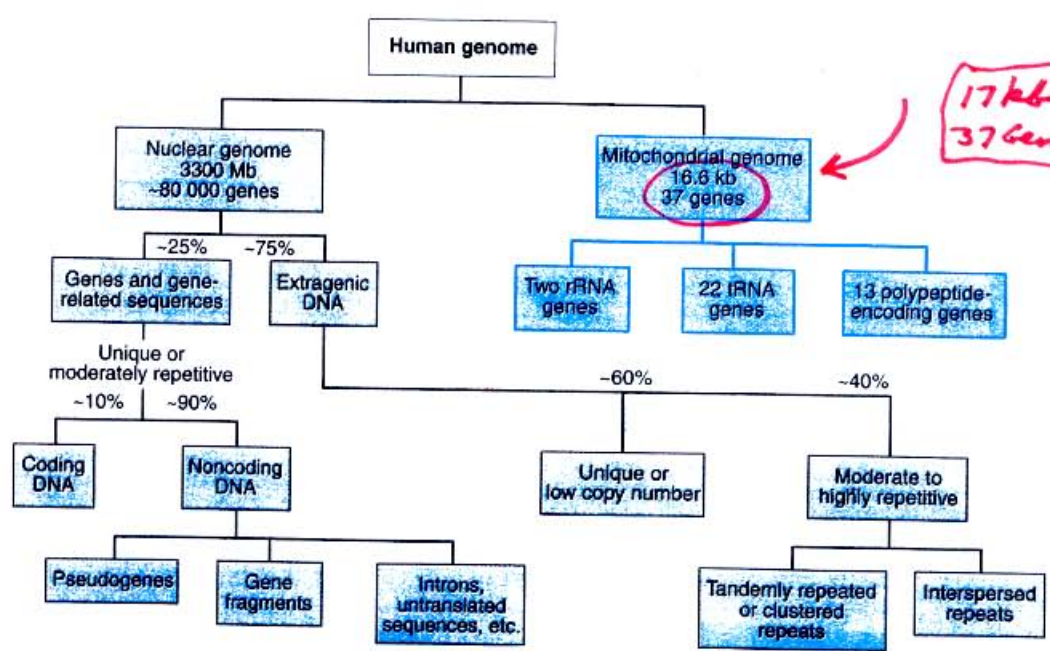 Human genome
17 kb
37 Gen
Nuclear genome
3300 Mb
~80 000 genes
Mitochondrial genome
16.6 kb
37 genes
~25%
~75%
Genes and gene-
related sequences
Extragenic
DNA
Two rRNA
genes
22 tRNA
genes
13 polypeptide-
encoding genes
Unique or
moderately repetitive
~60%
~40%
~10%
~90%
Coding
DNA
Noncoding
DNA
Unique or
low copy number
Moderate to
highly repetitive
Pseudogenes
Gene
fragments
Introns,
untranslated
sequences, etc.
Tandemly repeated
or clustered
repeats
Interspersed
repeats